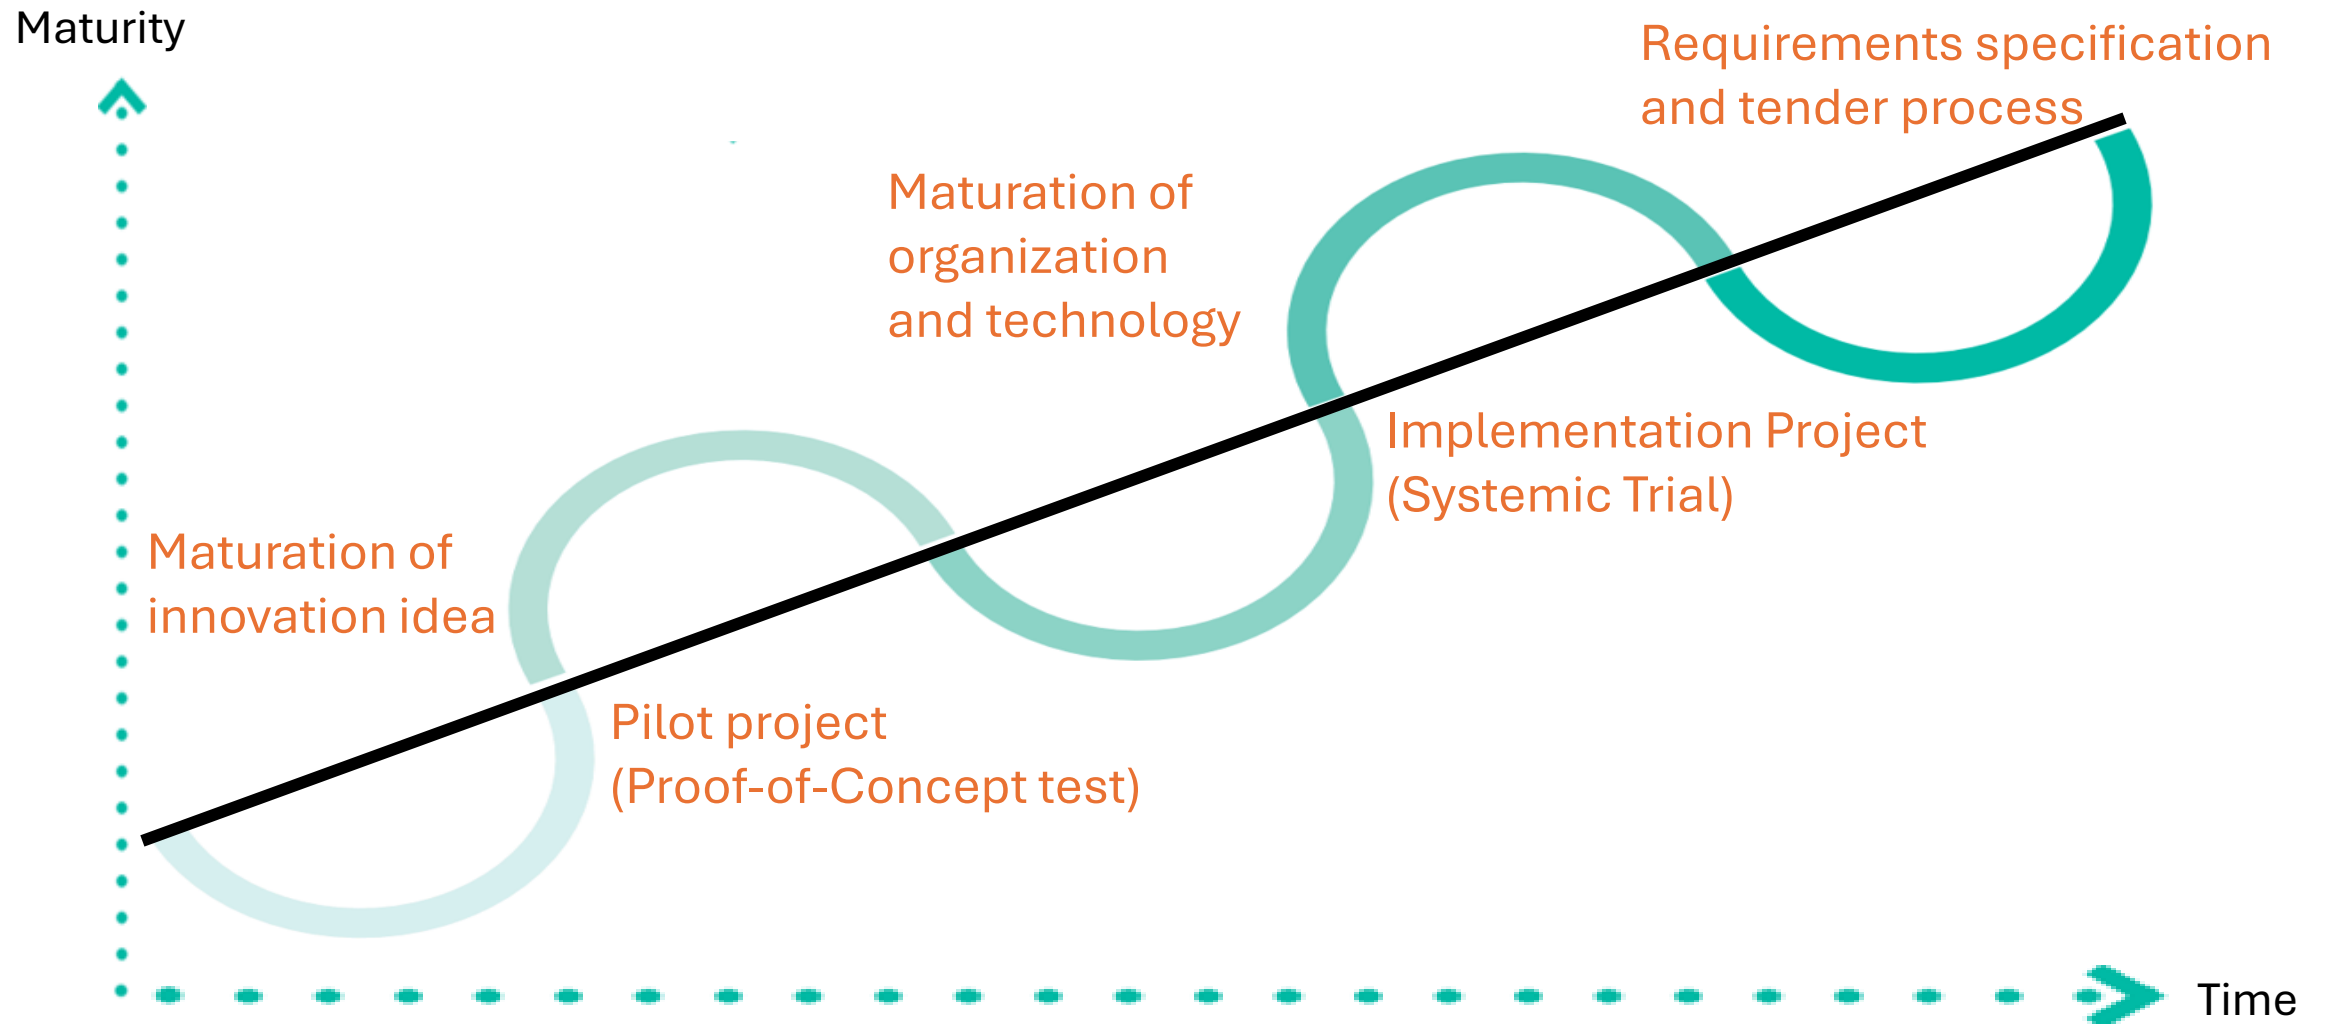 Maturity
Requirements specification
and tender process
Maturation of
organization
and technology
Implementation Project
(Systemic Trial)
Maturation of
innovation idea
Pilot project
(Proof-of-Concept test)
Time